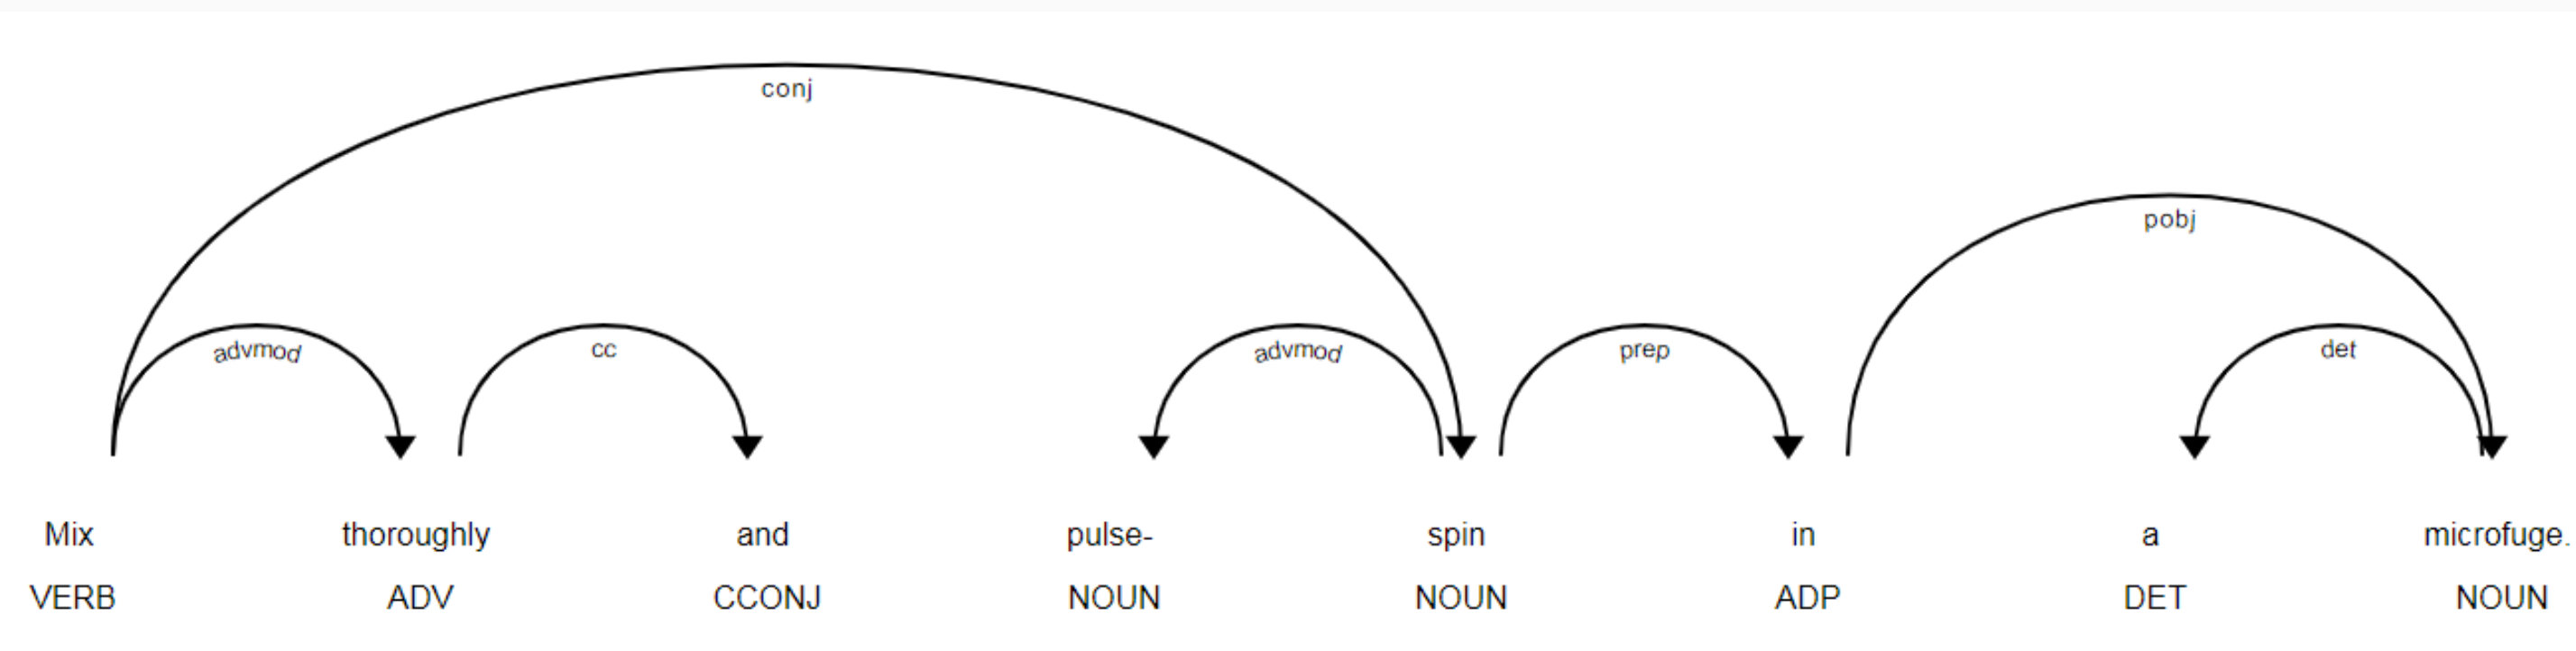 conj
pobj
advmod cc advmod prep det
Mix thoroughly and pulse- spin in a microfuge.
VERB ADV CCONJ NOUN NOUN ADP DET NOUN